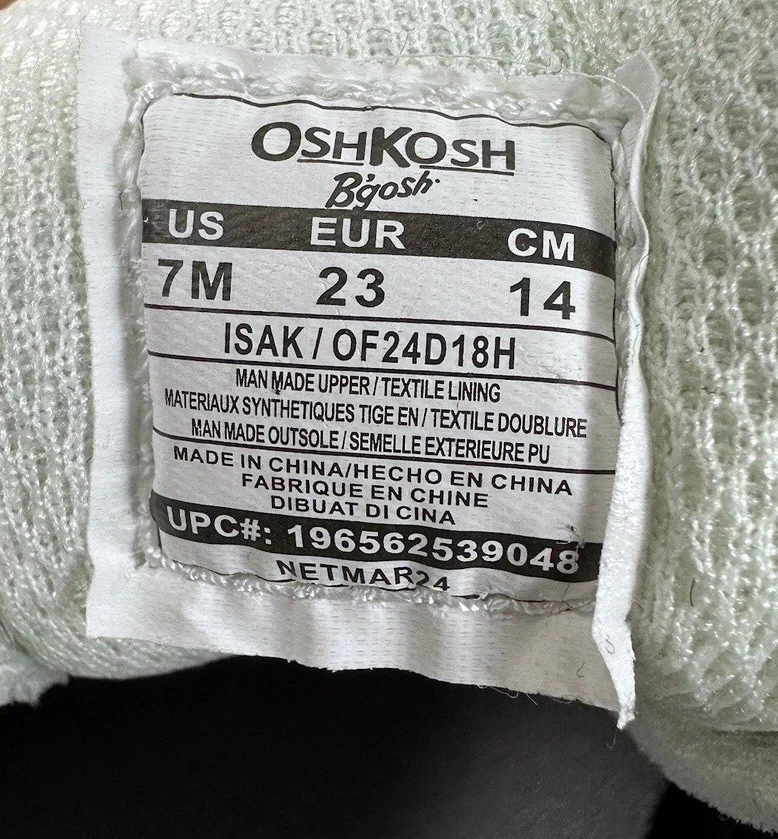 OSHKOSH
B'gosh
US EUR CM
7M 23 14
ISAK / OF24D18H
MAN MADE UPPER / TEXTILE LINING
MATERIAUX SYNTHETIQUES TIGE EN / TEXTILE DOUBLURE
MAN MADE OUTSOLE / SEMELLE EXTERIEURE PU
MADE IN CHINA/HECHO EN CHINA
FABRIQUE EN CHINE
DIBUAT DI CINA
UPC#: 196562539048
NETMAR24